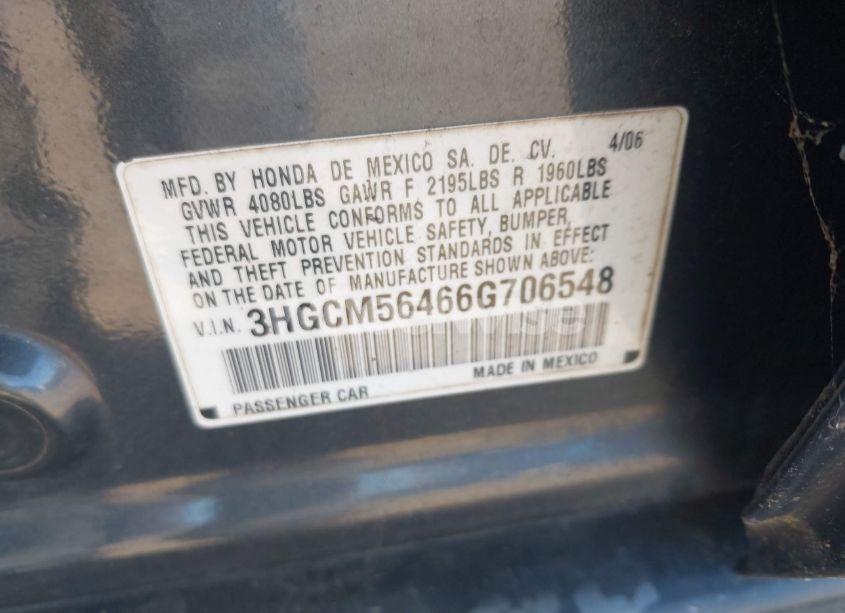 MFD. BY HONDA DE MEXICO SA. DE. CV. 4/06
GVWR 4080LBS GAWR F 2195LBS R 1960LBS
THIS VEHICLE CONFORMS TO ALL APPLICABLE
FEDERAL MOTOR VEHICLE SAFETY, BUMPER,
AND THEFT PREVENTION STANDARDS IN EFFECT
ON THE DATE OF MANUFACTURE SHOWN ABOVE:
V.I.N. 3HGCM56466G706548
PASSENGER CAR MADE IN MEXICO